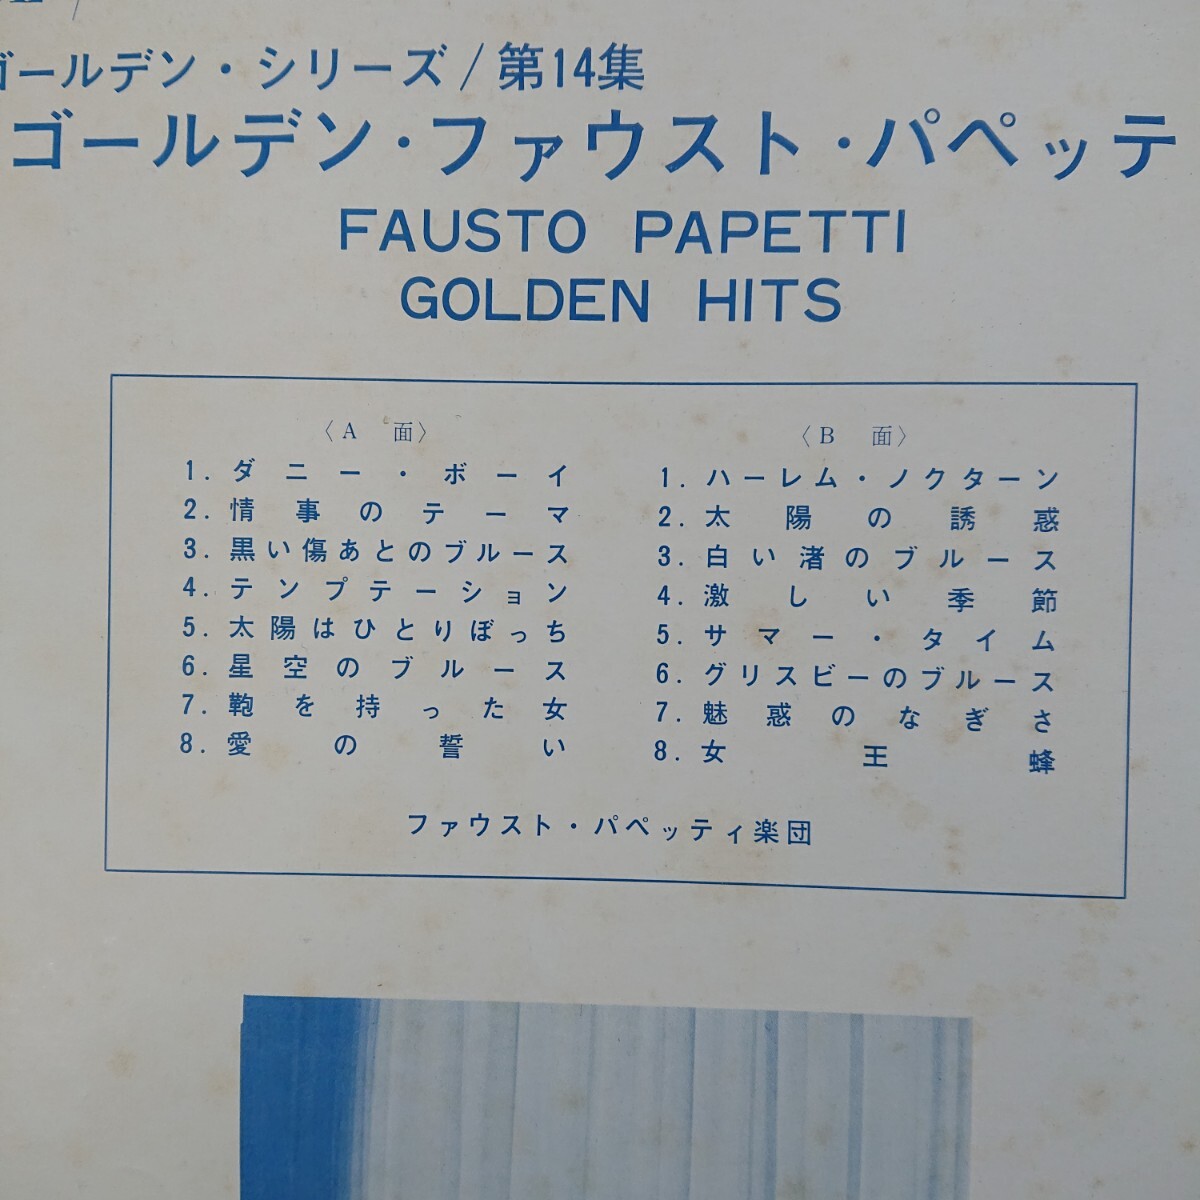 ゴールデン・シリーズ/第14集
ゴールデン・ファウスト・パペッテ
FAUSTO PAPETTI
GOLDEN HITS
〈A 面〉
1. ダニー・ボーイ
2. 情事のテーマ
3. 黒い傷あとのブルース
4. テンプテーション
5. 太陽はひとりぼっち
6. 星空のブルース
7. 鞄を持った女
8. 愛の誓い
〈B 面〉
1. ハーレム・ノクターン
2. 太陽の誘惑
3. 白い渚のブルース
4. 激しい季節
5. サマー・タイム
6. グリスビーのブルース
7. 魅惑のなぎさ
8. 女王蜂
ファウスト・パペッティ楽団